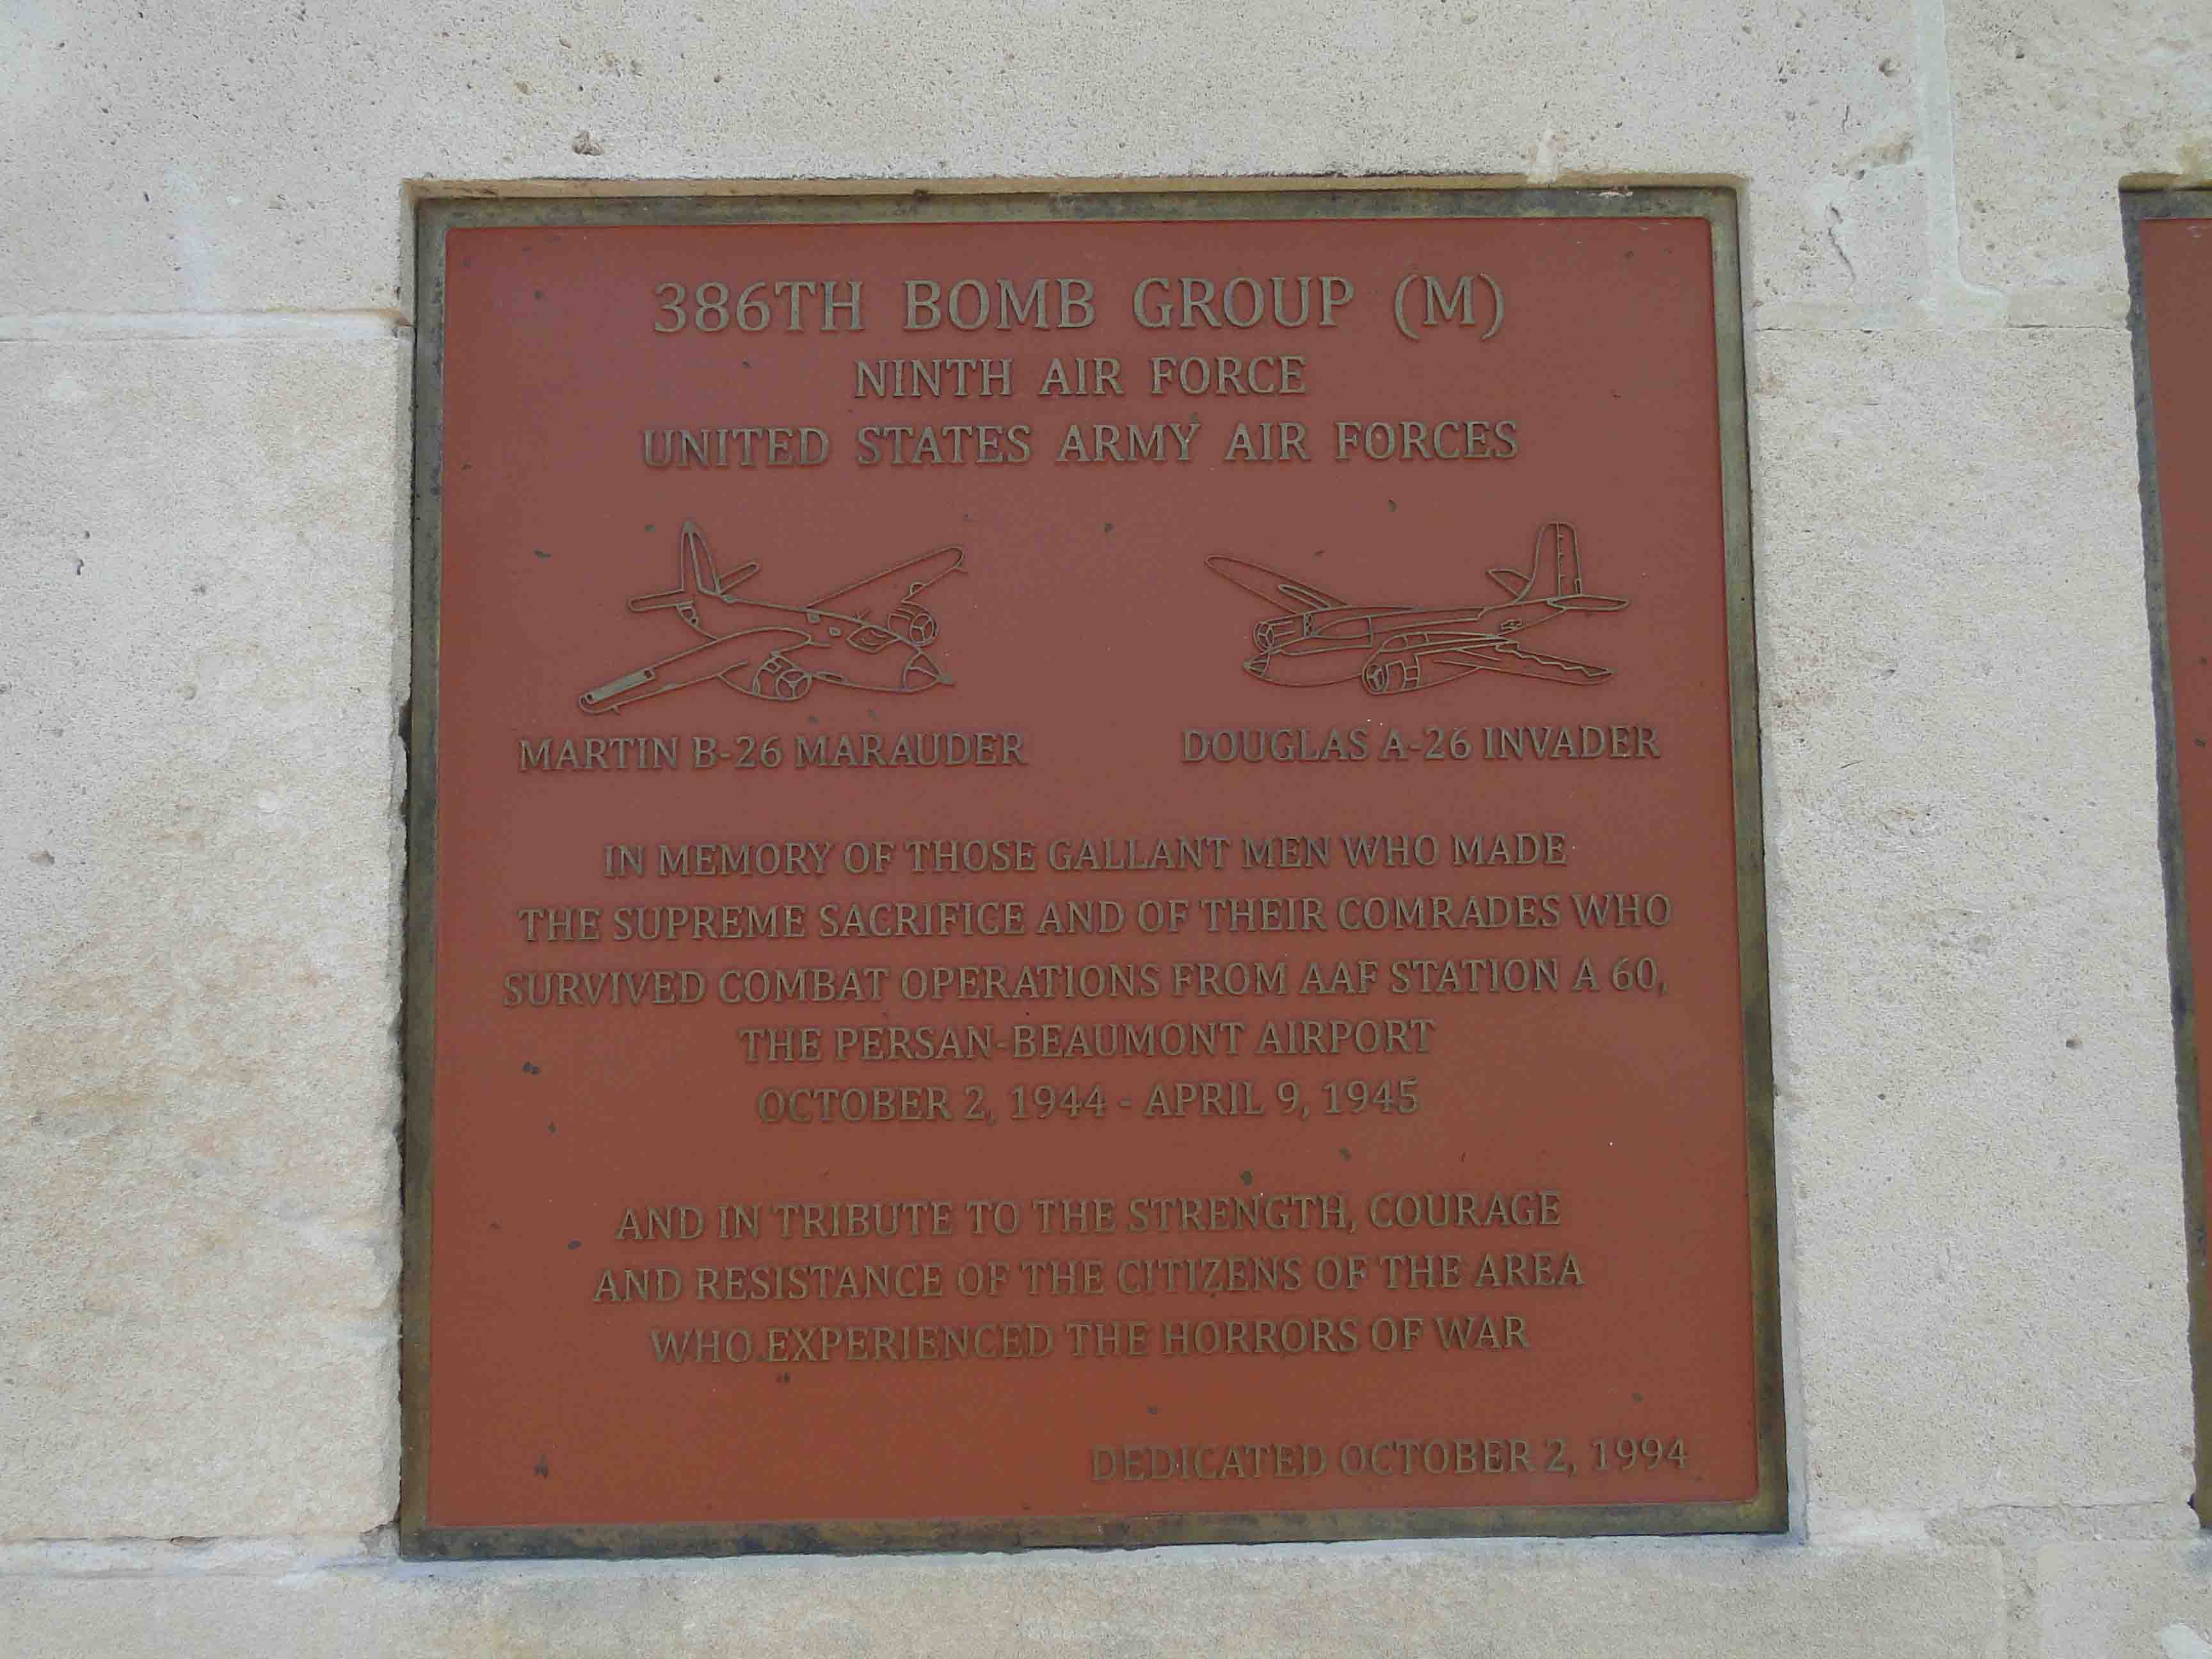 386TH BOMB GROUP (M)
NINTH AIR FORCE
UNITED STATES ARMY AIR FORCES
MARTIN B-26 MARAUDER
DOUGLAS A-26 INVADER
IN MEMORY OF THOSE GALLANT MEN WHO MADE
THE SUPREME SACRIFICE AND OF THEIR COMRADES WHO
SURVIVED COMBAT OPERATIONS FROM AAF STATION A 60,
THE PERSAN-BEAUMONT AIRPORT
OCTOBER 2, 1944 - APRIL 9, 1945
AND IN TRIBUTE TO THE STRENGTH, COURAGE
AND RESISTANCE OF THE CITIZENS OF THE AREA
WHO EXPERIENCED THE HORRORS OF WAR
DEDICATED OCTOBER 2, 1994